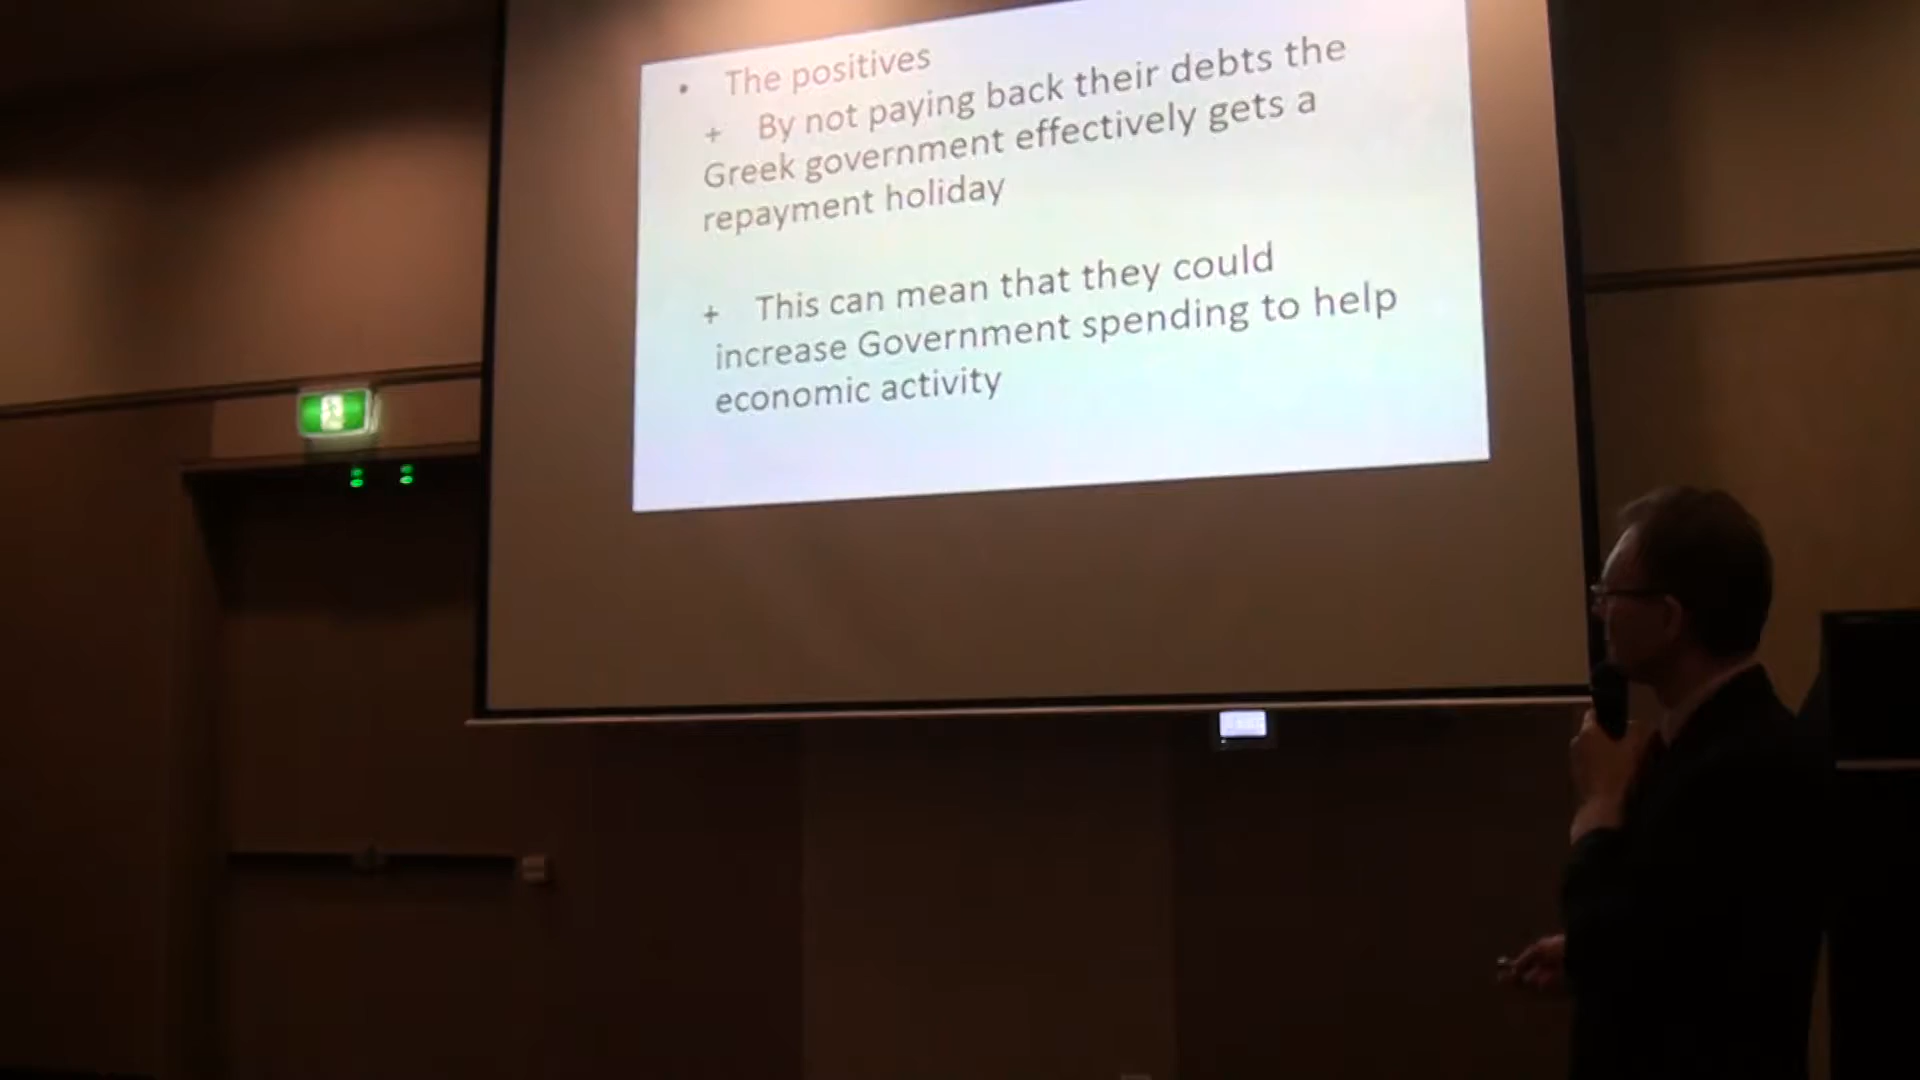 • The positives
+ By not paying back their debts the
Greek government effectively gets a
repayment holiday
+ This can mean that they could
increase Government spending to help
economic activity